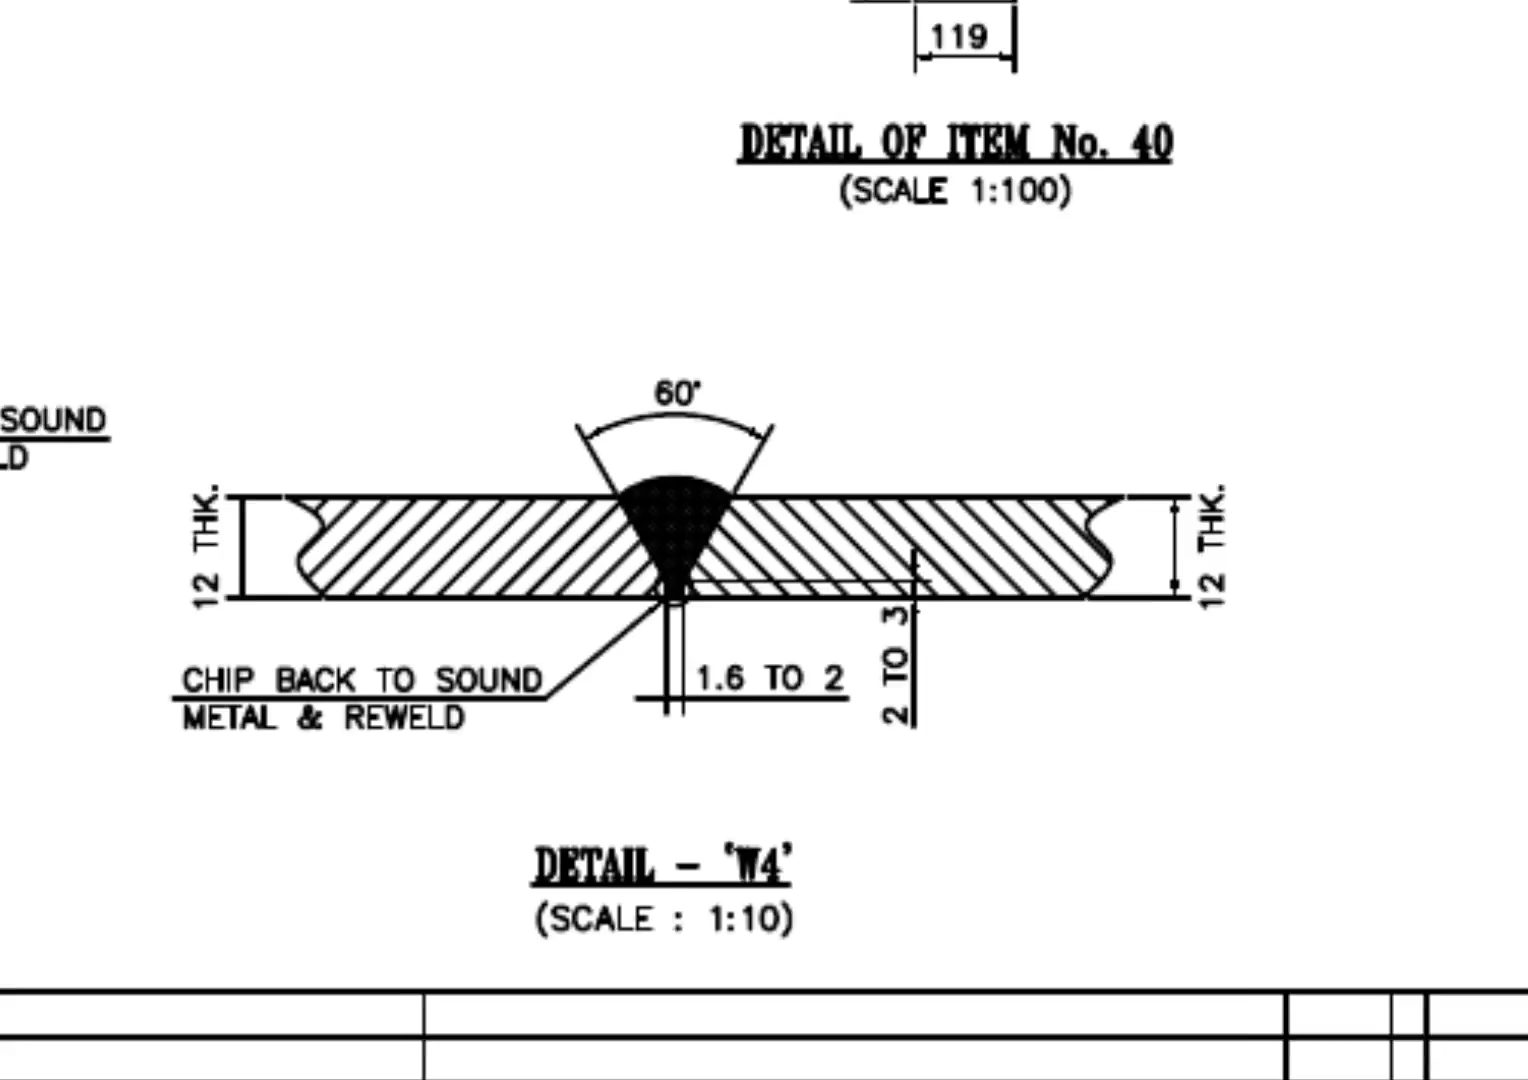 119
DETAIL OF ITEM No. 40
(SCALE 1:100)
60°
SOUND
LD
12 THK.
12 THK.
CHIP BACK TO SOUND
METAL & REWELD
1.6 TO 2
2 TO 3
DETAIL - 'W4'
(SCALE : 1:10)